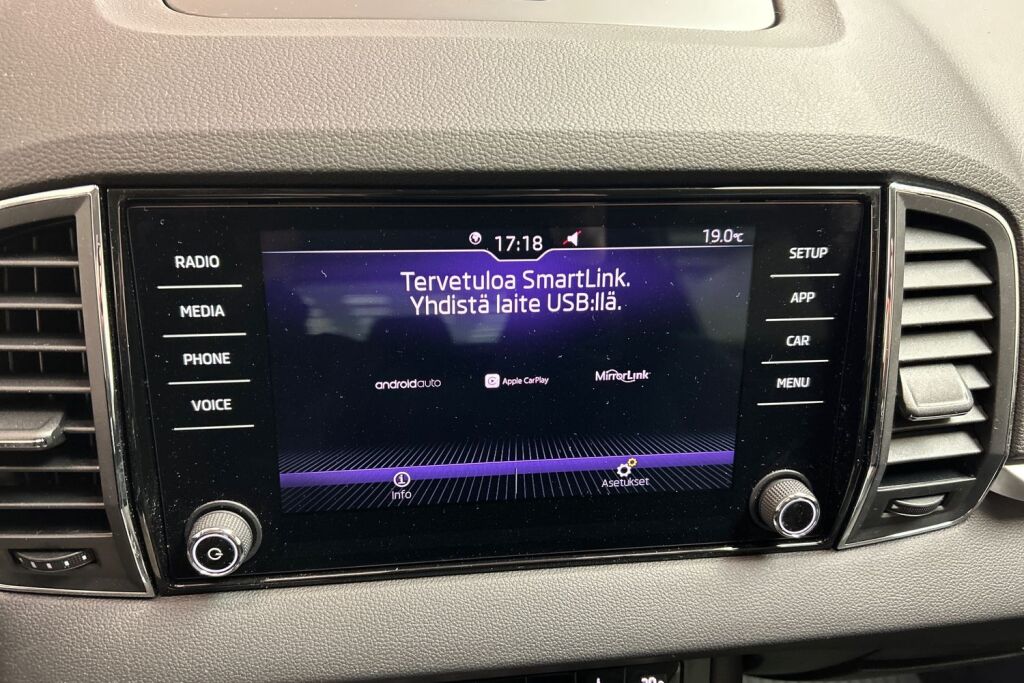 17:18
19.0°C
Tervetuloa SmartLink.
Yhdistä laite USB:llä.
androidauto
Apple CarPlay
MirrorLink
Info
Asetukset
RADIO
MEDIA
PHONE
VOICE
SETUP
APP
CAR
MENU